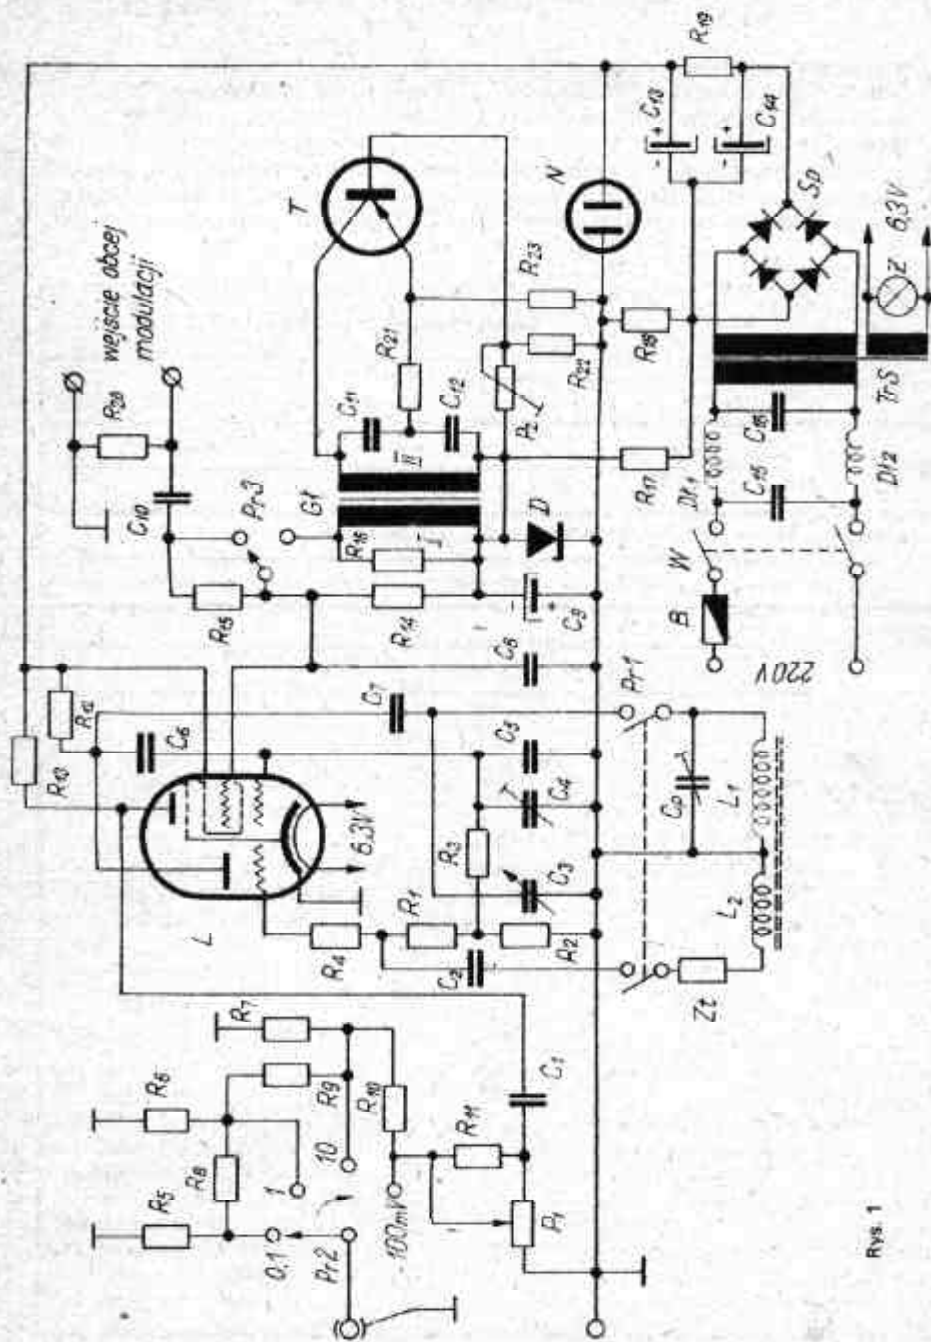 R5
R6
R7
R8
R9
0,1
1
10
Pr2
R10
100mV
R11
P1
C1
L
R13
R12
C6
6,3V
R4
R1
R3
C2
R2
C3
C4
C5
C7
C8
R20
wejście obcej
modulacji
C10
R15
Pr3
Gł
R16
I
II
R14
C9
D
C11
C12
R21
T
P2
R22
R23
N
R17
R18
R19
C13
C14
+
-
+
-
-
+
Pr1
Cp
L1
L2
Zt
220V
B
W
Dł1
Dł2
C15
C16
TrS
Sp
Z
6,3V
Rys. 1